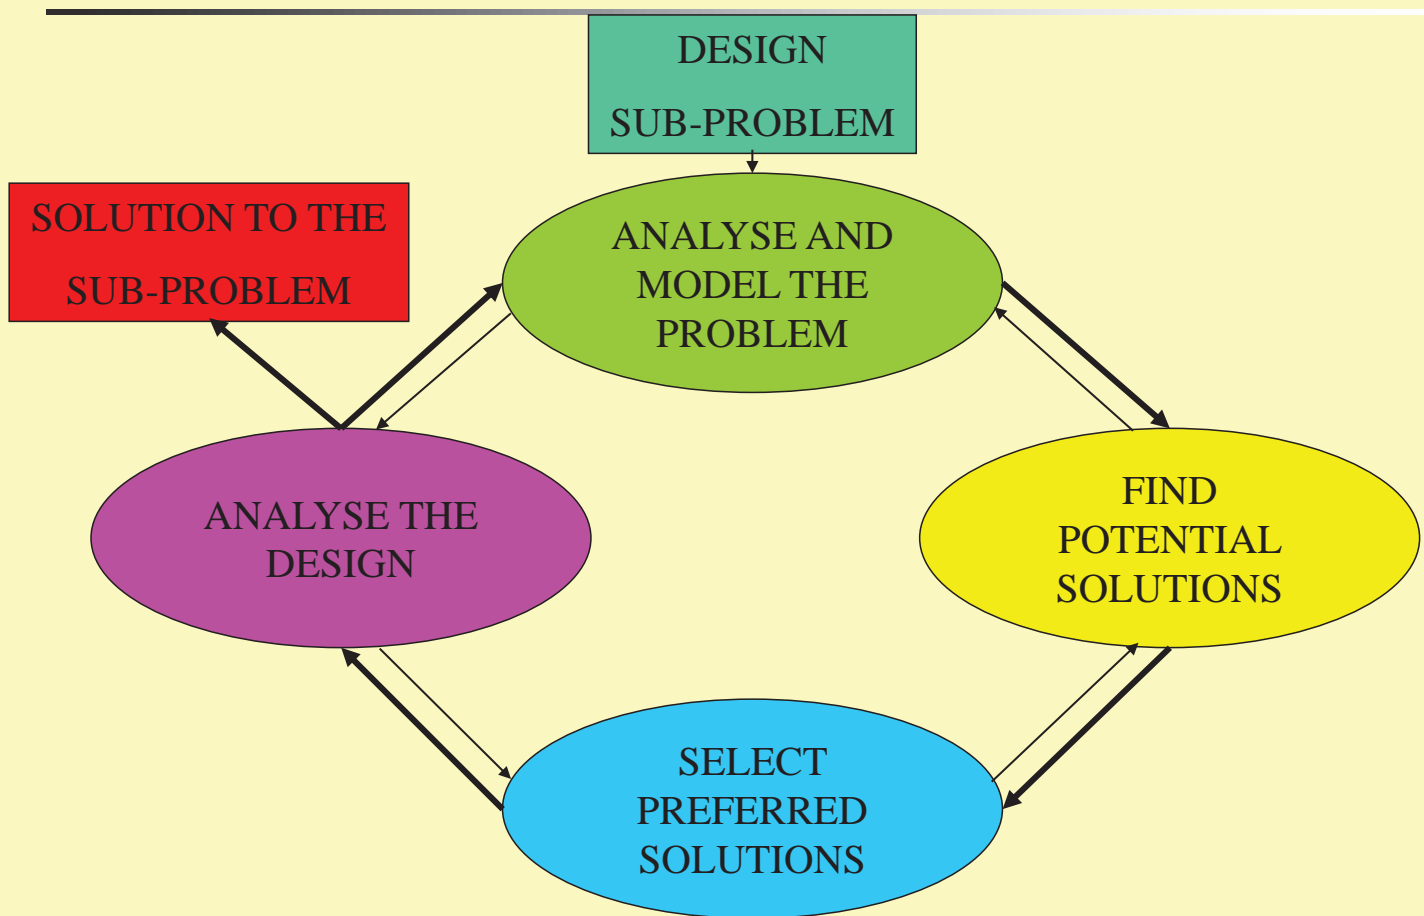 DESIGN
SUB-PROBLEM
SOLUTION TO THE
SUB-PROBLEM
ANALYSE AND
MODEL THE
PROBLEM
ANALYSE THE
DESIGN
FIND
POTENTIAL
SOLUTIONS
SELECT
PREFERRED
SOLUTIONS